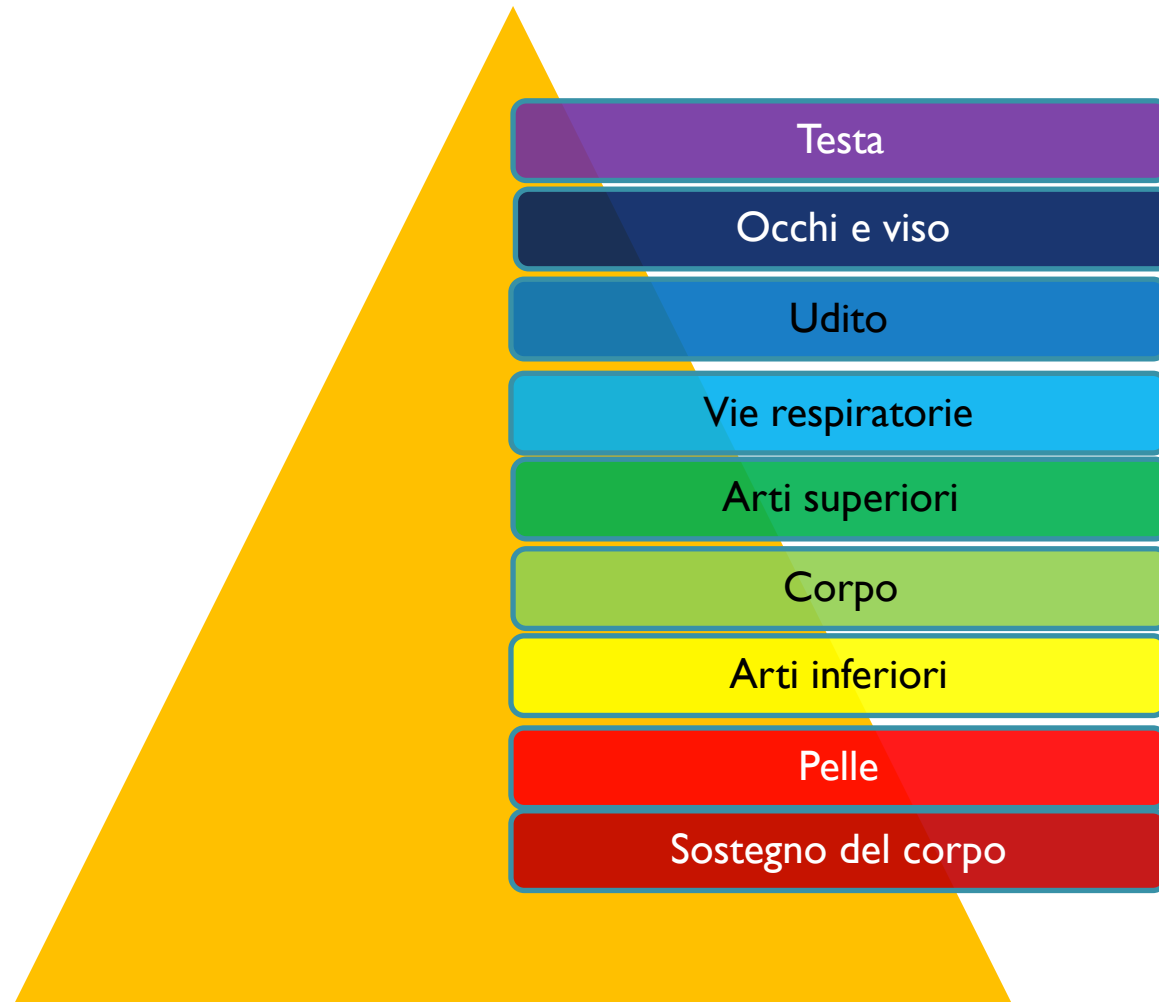 Testa
Occhi e viso
Udito
Vie respiratorie
Arti superiori
Corpo
Arti inferiori
Pelle
Sostegno del corpo